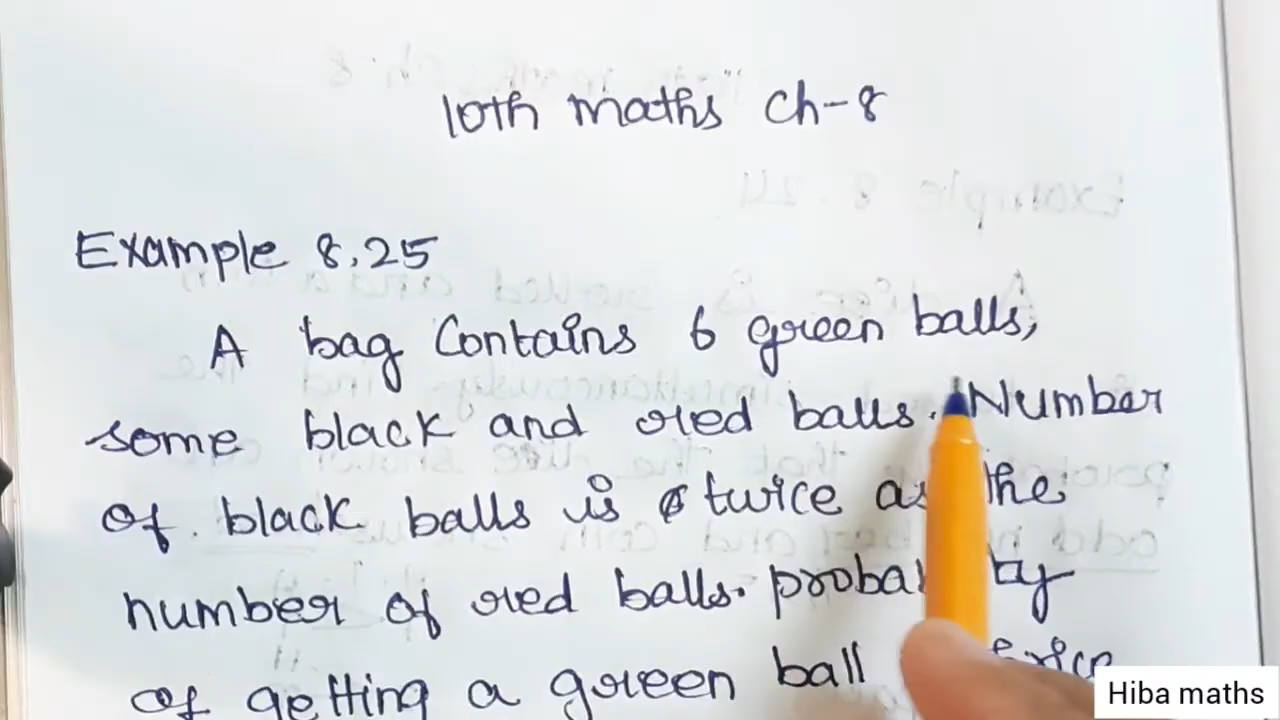 10th maths Ch-8
Example 8.25
A bag Contains 6 green balls,
some black and red balls. Number
of black balls is twice as the
number of red balls. probability
of getting a green ball
Hiba maths